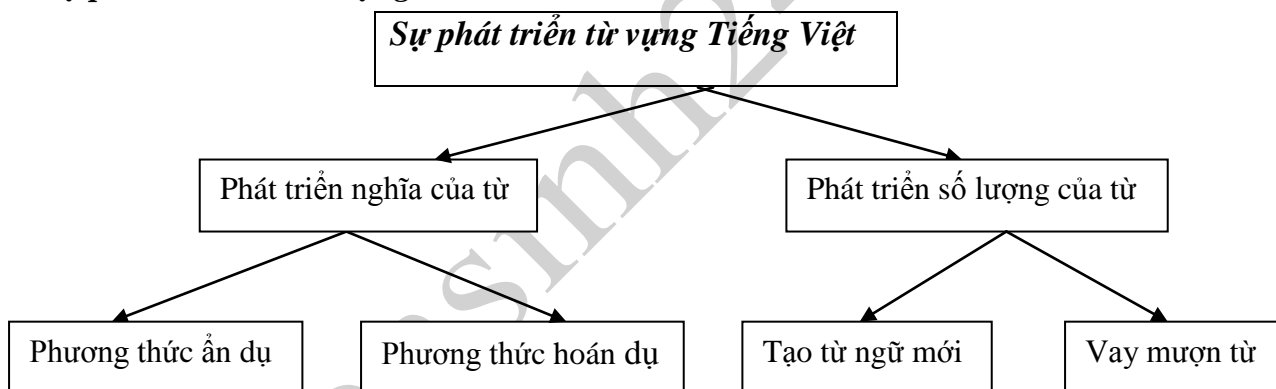 Sự phát triển từ vựng Tiếng Việt
Phát triển nghĩa của từ
Phát triển số lượng của từ
Phương thức ẩn dụ
Phương thức hoán dụ
Tạo từ ngữ mới
Vay mượn từ